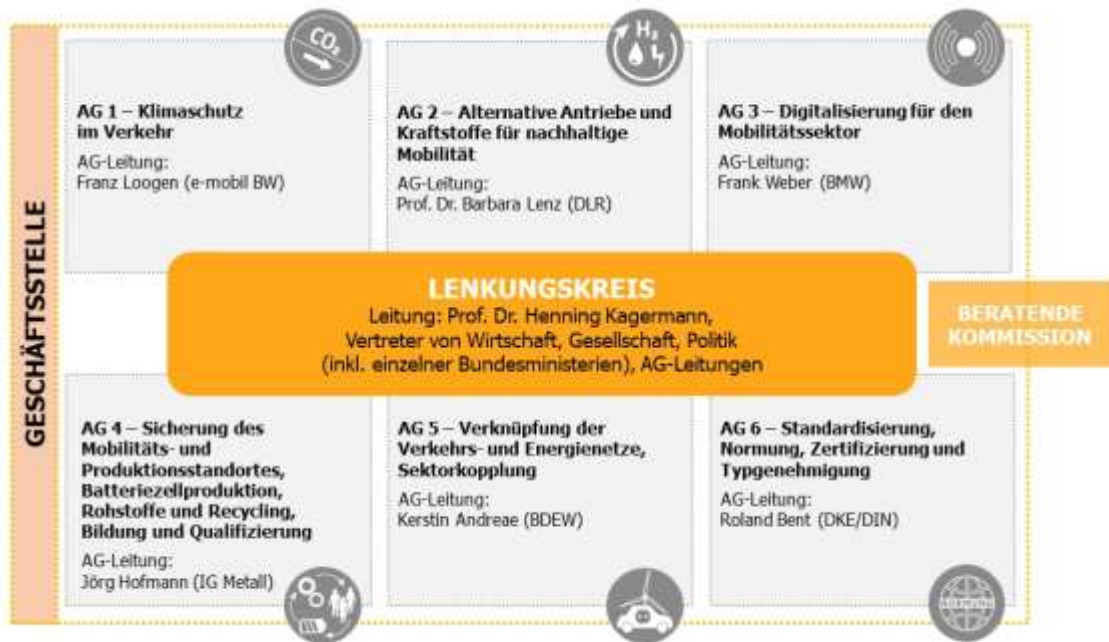 GESCHÄFTSSTELLE
CO₂
AG 1 – Klimaschutz
im Verkehr
AG-Leitung:
Franz Loogen (e-mobil BW)
H₂
AG 2 – Alternative Antriebe und
Kraftstoffe für nachhaltige
Mobilität
AG-Leitung:
Prof. Dr. Barbara Lenz (DLR)
AG 3 – Digitalisierung für den
Mobilitätssektor
AG-Leitung:
Frank Weber (BMW)
LENKUNGSKREIS
Leitung: Prof. Dr. Henning Kagermann,
Vertreter von Wirtschaft, Gesellschaft, Politik
(inkl. einzelner Bundesministerien), AG-Leitungen
BERATENDE
KOMMISSION
AG 4 – Sicherung des
Mobilitäts- und
Produktionsstandortes,
Batteriezellproduktion,
Rohstoffe und Recycling,
Bildung und Qualifizierung
AG-Leitung:
Jörg Hofmann (IG Metall)
AG 5 – Verknüpfung der
Verkehrs- und Energienetze,
Sektorkopplung
AG-Leitung:
Kerstin Andreae (BDEW)
AG 6 – Standardisierung,
Normung, Zertifizierung und
Typgenehmigung
AG-Leitung:
Roland Bent (DKE/DIN)
NORMUNG